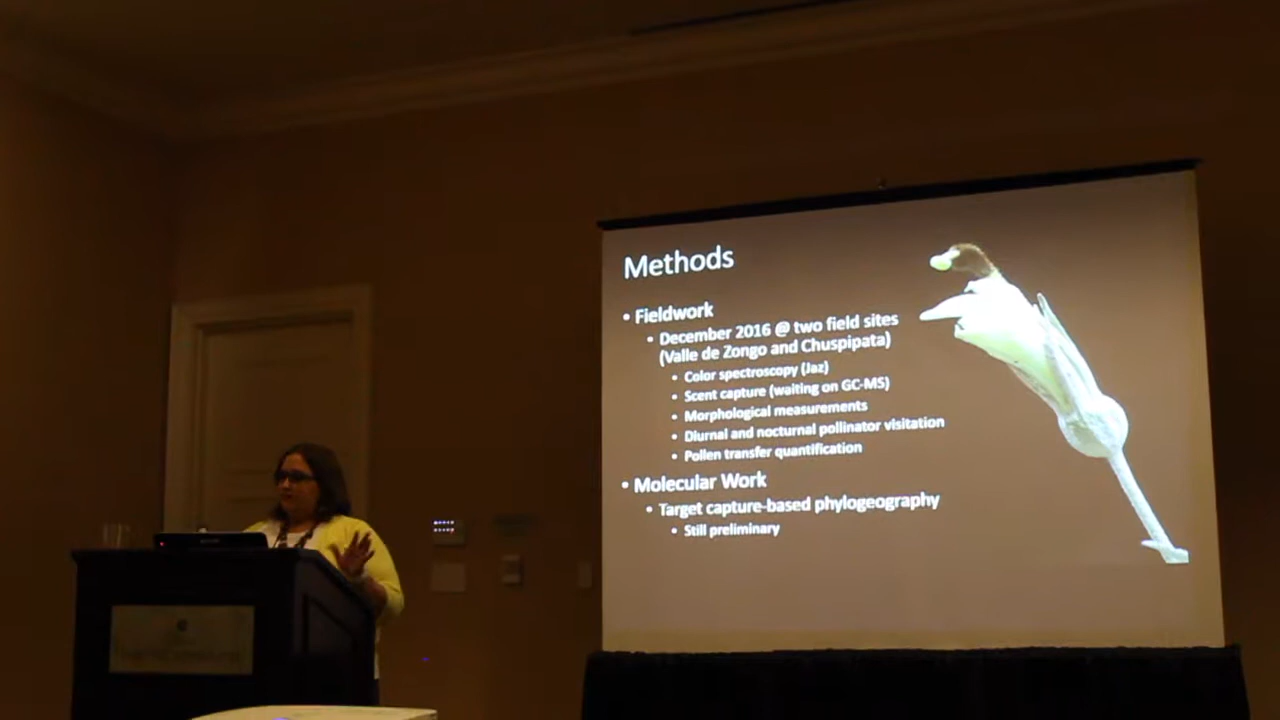 Methods
• Fieldwork
• December 2016 @ two field sites
(Valle de Zongo and Chuspipata)
• Color spectroscopy (Jaz)
• Scent capture (waiting on GC-MS)
• Morphological measurements
• Diurnal and nocturnal pollinator visitation
• Pollen transfer quantification
• Molecular Work
• Target capture-based phylogeography
• Still preliminary